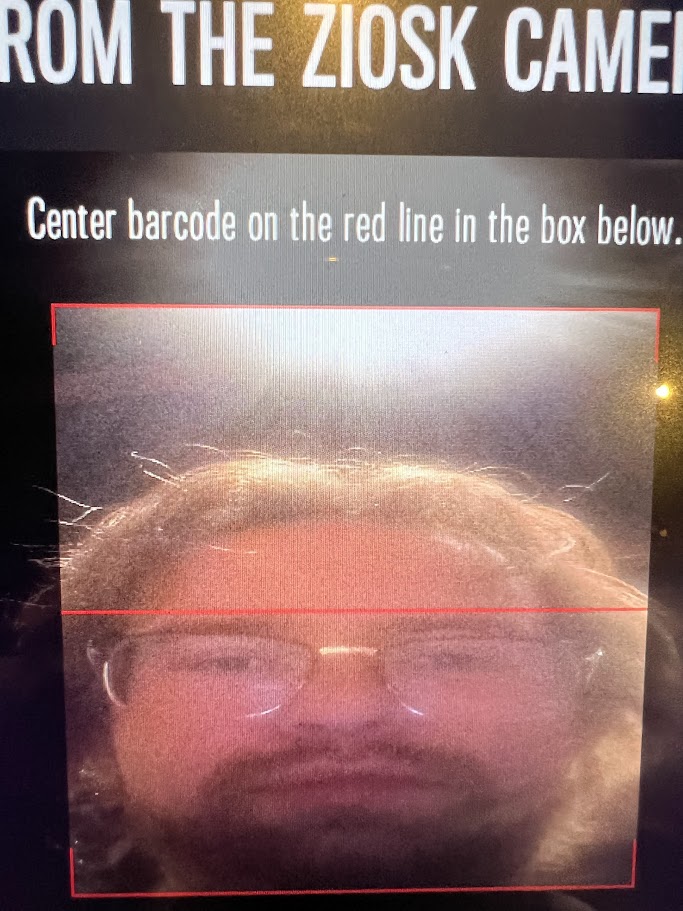 ROM THE ZIOSK CAME
Center barcode on the red line in the box below.